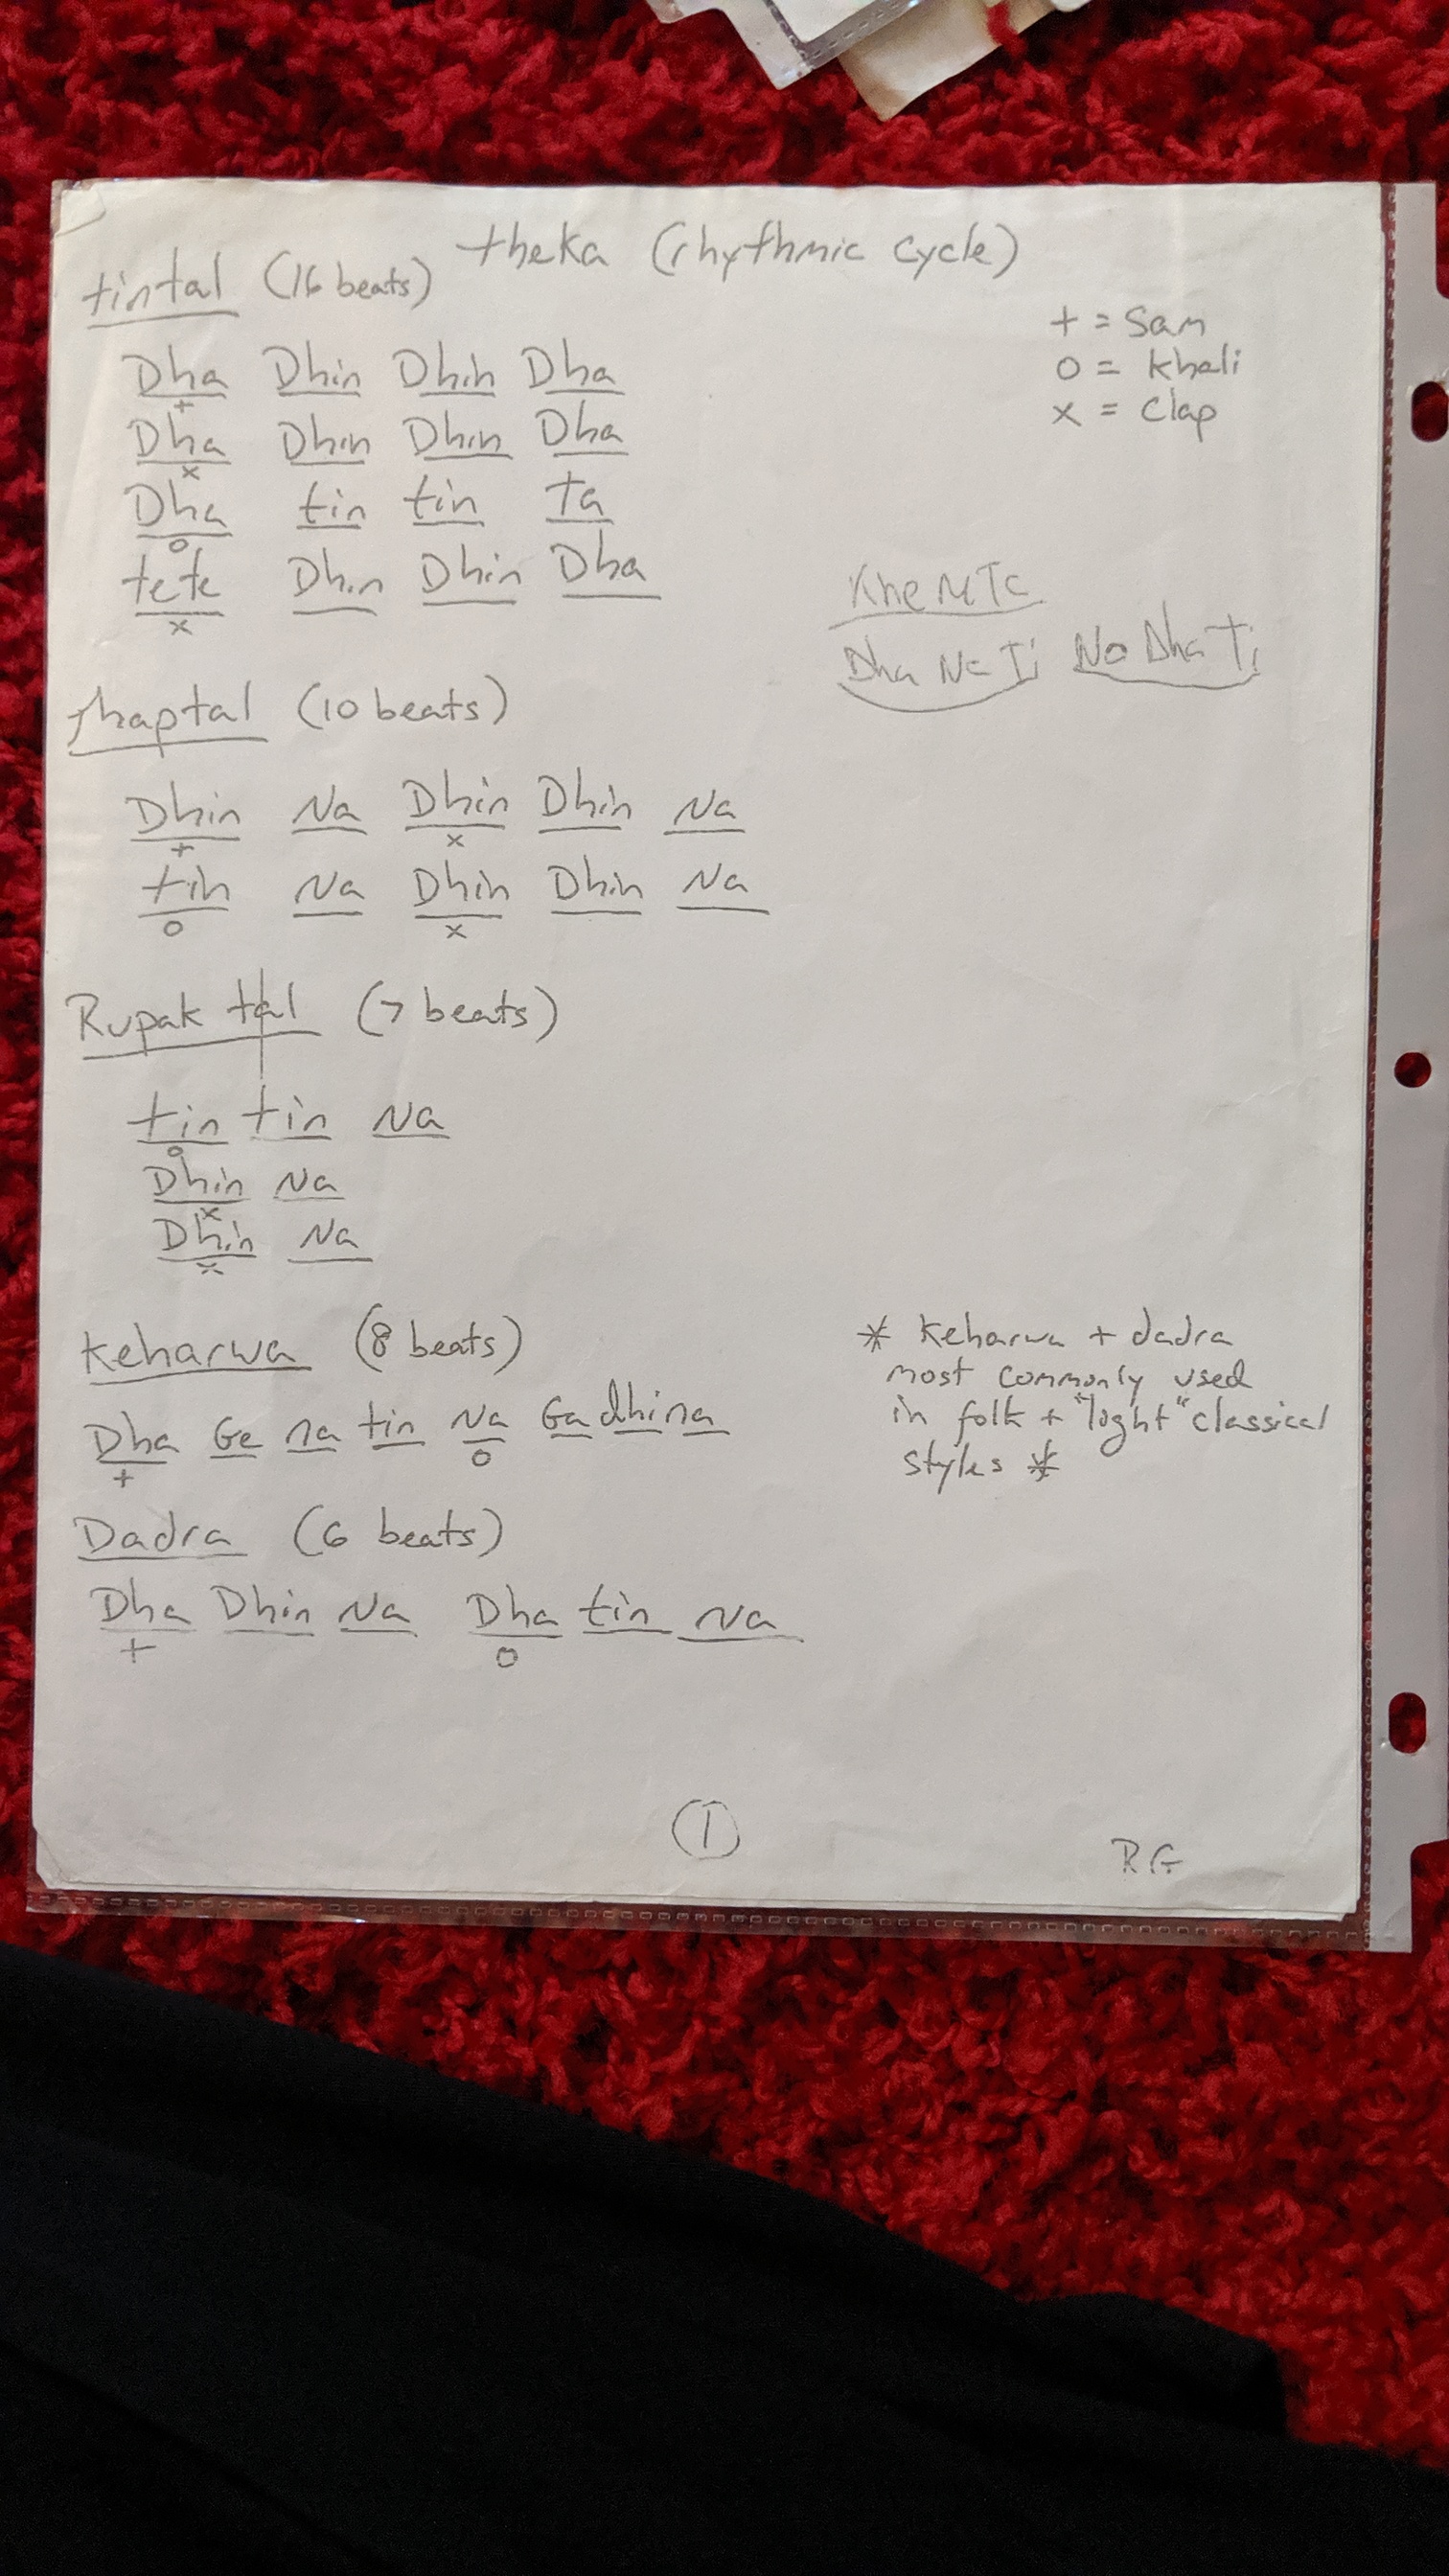 theka (rhythmic cycle)
tintal (16 beats)
+ = Sam
o = khali
x = clap
Dha Dhin Dhin Dha
+
Dha Dhin Dhin Dha
x
Dha tin tin Ta
o
tete Dhin Dhin Dha
x
Dha Na Ti Na Dha Ti
jhaptal (10 beats)
Dhin Na Dhin Dhin Na
+ x
tin Na Dhin Dhin Na
o x
Rupak tal (7 beats)
tin tin Na
o
Dhin Na
x
Dhin Na
x
Keharwa (8 beats)
Dha Ge na tin Na Ga dhi na
+ o
* Keharwa + dadra
most commonly used
in folk + "light" classical
styles *
Dadra (6 beats)
Dha Dhin Na Dha tin Na
+ o
1
RG